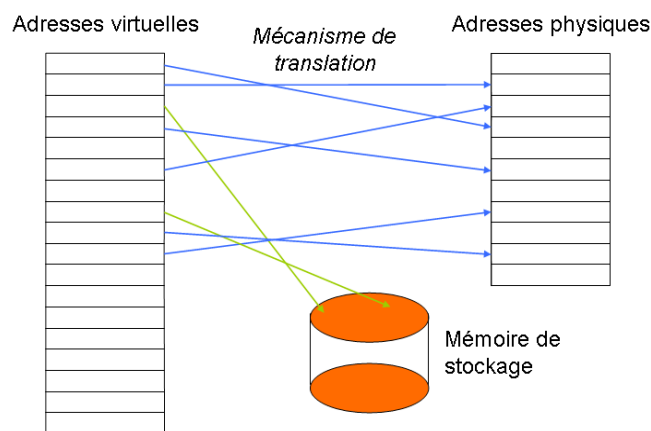 Adresses virtuelles
Mécanisme de
translation
Adresses physiques
Mémoire de
stockage